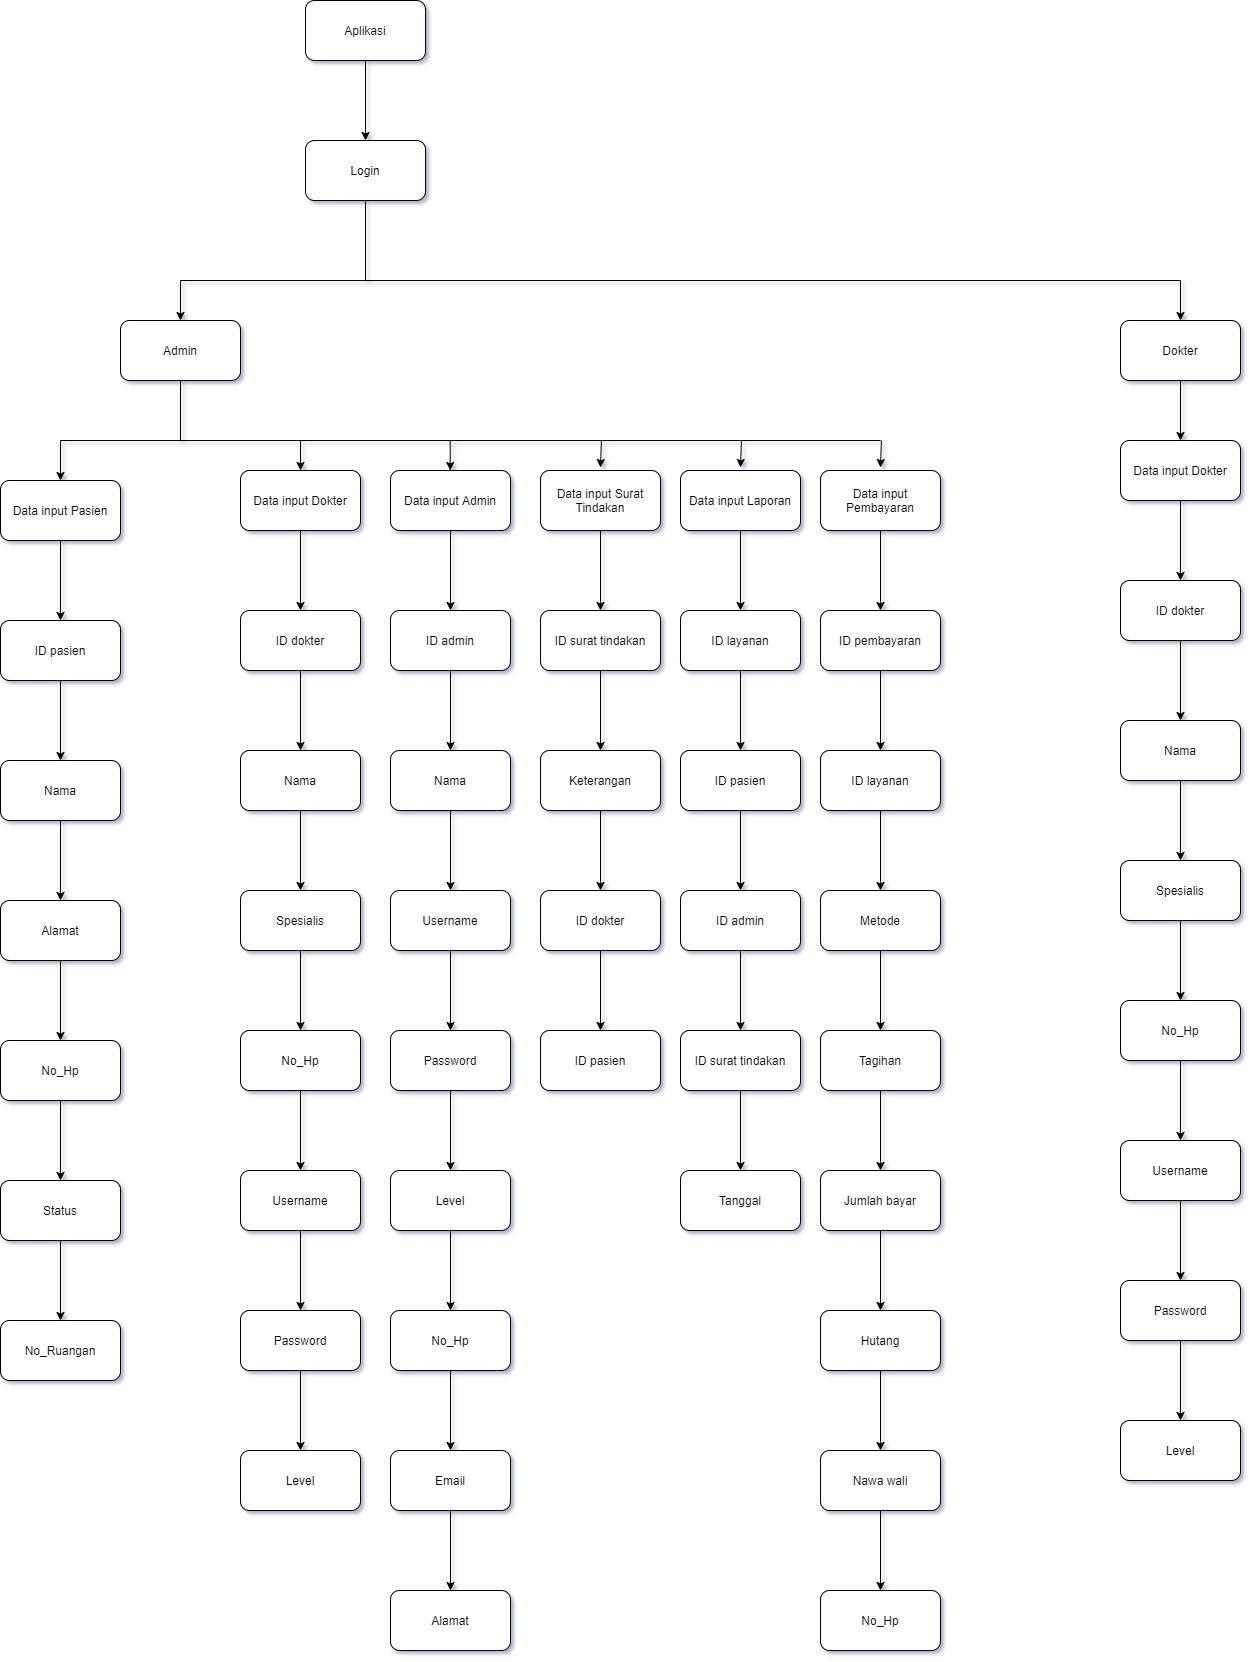 Aplikasi
Login
Admin
Dokter
Data input Pasien
ID pasien
Nama
Alamat
No_Hp
Status
No_Ruangan
Data input Dokter
ID dokter
Nama
Spesialis
No_Hp
Username
Password
Level
Data input Admin
ID admin
Nama
Username
Password
Level
No_Hp
Email
Alamat
Data input Surat
Tindakan
ID surat tindakan
Keterangan
ID dokter
ID pasien
Data input Laporan
ID layanan
ID pasien
ID admin
ID surat tindakan
Tanggal
Data input
Pembayaran
ID pembayaran
ID layanan
Metode
Tagihan
Jumlah bayar
Hutang
Nawa wali
No_Hp
Data input Dokter
ID dokter
Nama
Spesialis
No_Hp
Username
Password
Level